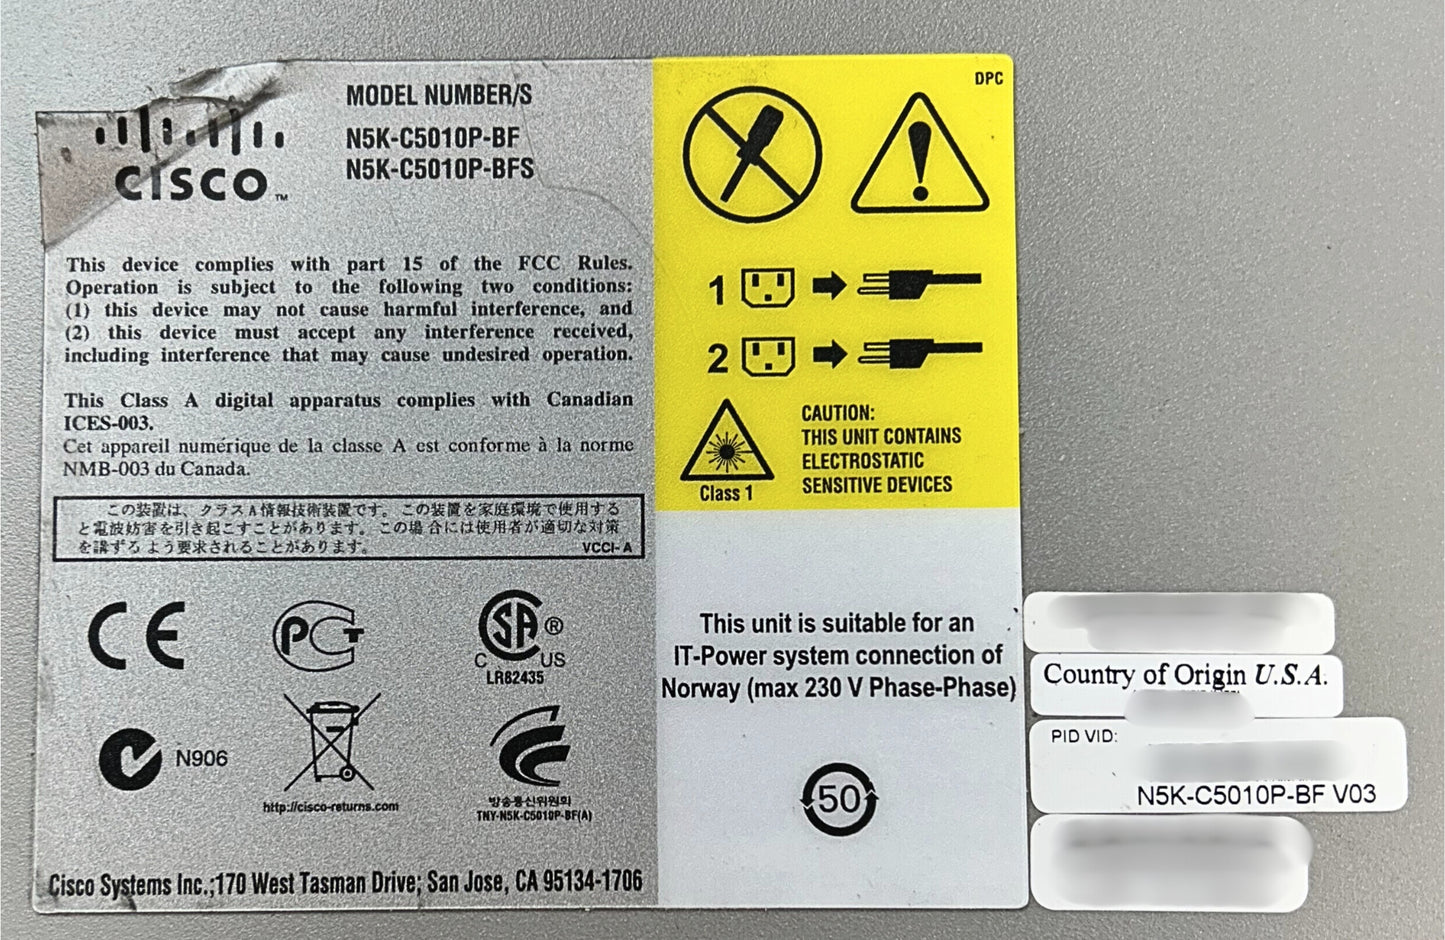 CISCO™
MODEL NUMBER/S
N5K-C5010P-BF
N5K-C5010P-BFS
This device complies with part 15 of the FCC Rules.
Operation is subject to the following two conditions:
(1) this device may not cause harmful interference, and
(2) this device must accept any interference received,
including interference that may cause undesired operation.
This Class A digital apparatus complies with Canadian
ICES-003.
Cet appareil numérique de la classe A est conforme à la norme
NMB-003 du Canada.
この装置は、クラスA情報技術装置です。この装置を家庭環境で使用する
と電波妨害を引き起こすことがあります。この場合には使用者が適切な対策
を講ずるよう要求されることがあります。 VCCI-A
CE
PCT
SA®
C US
LR82435
N906
http://cisco-returns.com
방송통신위원회
TNY-N5K-C5010P-BF(A)
Cisco Systems Inc.;170 West Tasman Drive; San Jose, CA 95134-1706
DPC
!
1
2
Class 1
CAUTION:
THIS UNIT CONTAINS
ELECTROSTATIC
SENSITIVE DEVICES
This unit is suitable for an
IT-Power system connection of
Norway (max 230 V Phase-Phase)
50
Country of Origin U.S.A.
PID VID:
N5K-C5010P-BF V03